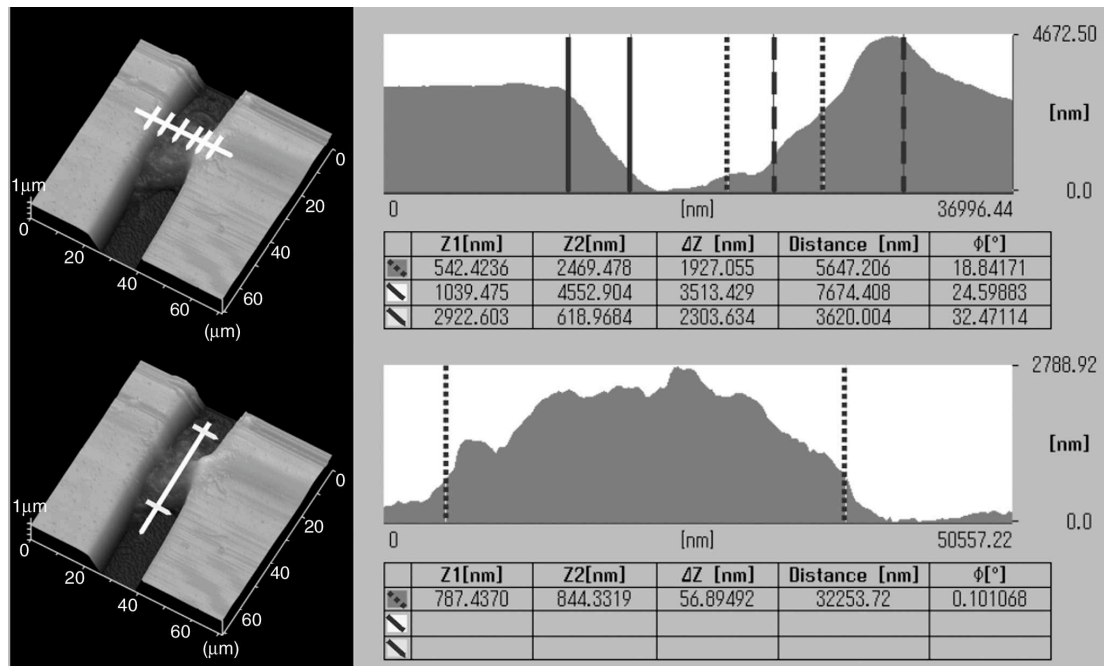 1μm
0
20
40
60
(μm)
0
20
40
60
4672.50
[nm]
0.0
0 [nm] 36996.44
Z1[nm] Z2[nm] ΔZ [nm] Distance [nm] φ[°]
542.4236 2469.478 1927.055 5647.206 18.84171
1039.475 4552.904 3513.429 7674.408 24.59883
2922.603 618.9684 2303.634 3620.004 32.47114
1μm
0
20
40
60
(μm)
0
20
40
60
2788.92
[nm]
0.0
0 [nm] 50557.22
Z1[nm] Z2[nm] ΔZ [nm] Distance [nm] φ[°]
787.4370 844.3319 56.89492 32253.72 0.101068